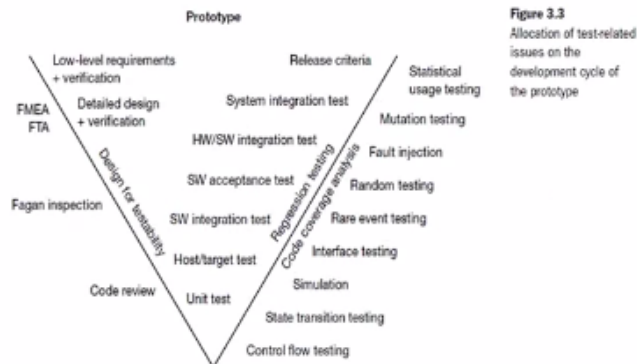 Prototype
Figure 3.3
Allocation of test-related
issues on the
development cycle of
the prototype
Low-level requirements
+ verification
Release criteria
Statistical
usage testing
FMEA
FTA
Detailed design
+ verification
System integration test
Mutation testing
HW/SW integration test
Fault injection
Design for testability
SW acceptance test
Regression testing
Code coverage analysis
Random testing
Fagan inspection
SW integration test
Rare event testing
Host/target test
Interface testing
Code review
Unit test
Simulation
State transition testing
Control flow testing